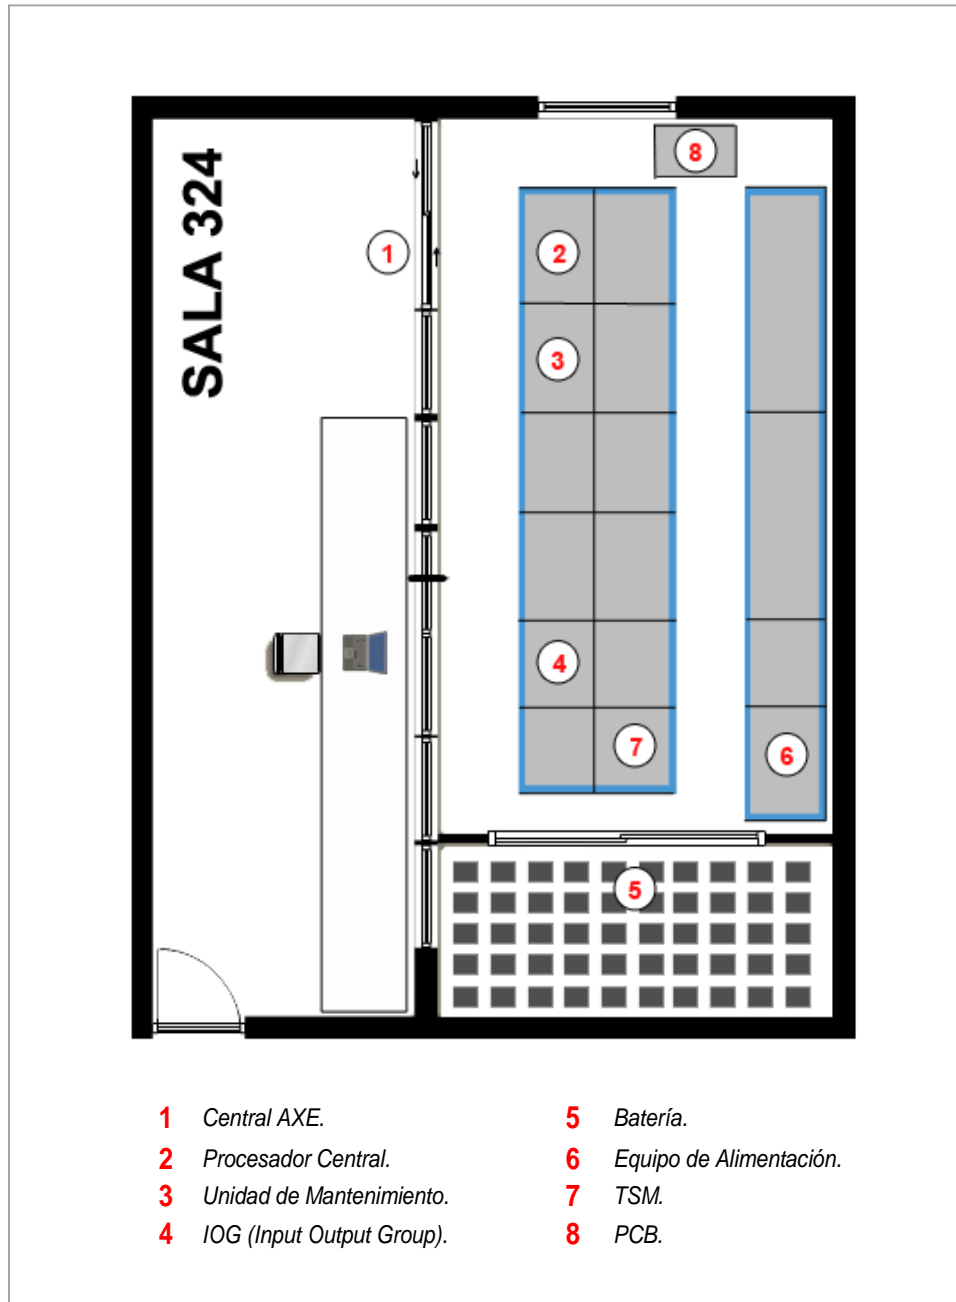 SALA 324
8
1
2
3
4
7
6
5
1 Central AXE.
2 Procesador Central.
3 Unidad de Mantenimiento.
4 IOG (Input Output Group).
5 Batería.
6 Equipo de Alimentación.
7 TSM.
8 PCB.